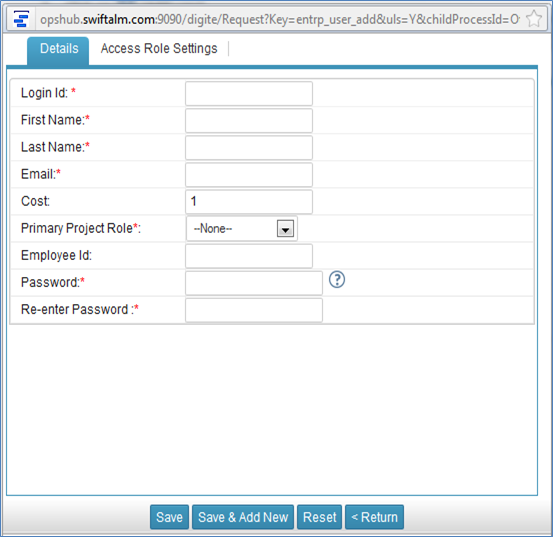 opshub.swiftalm.com:9090/digite/Request?Key=entrp_user_add&uls=Y&childProcessId=O
Details Access Role Settings
Login Id: *
First Name:*
Last Name:*
Email:*
Cost: 1
Primary Project Role*: --None--
Employee Id:
Password:* ?
Re-enter Password :*
Save Save & Add New Reset < Return